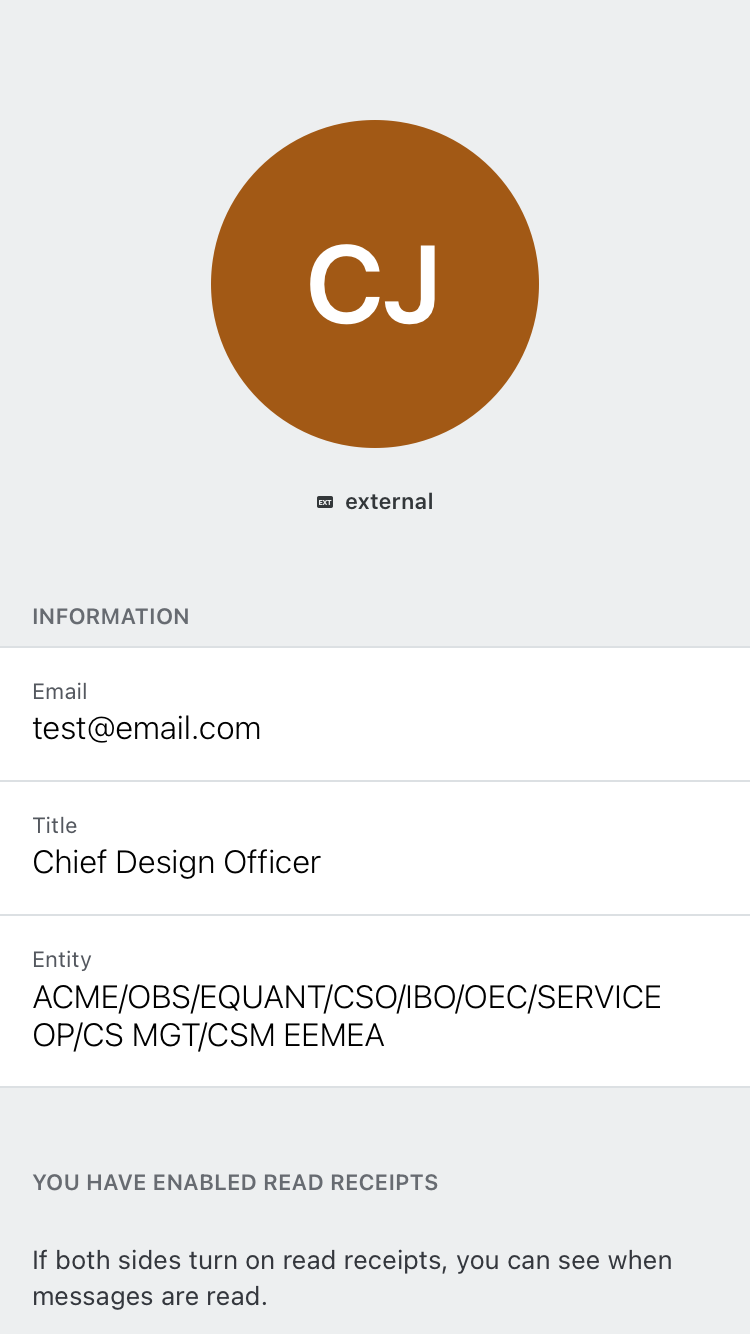 CJ
EXT external
INFORMATION
Email
test@email.com
Title
Chief Design Officer
Entity
ACME/OBS/EQUANT/CSO/IBO/OEC/SERVICE
OP/CS MGT/CSM EEMEA
YOU HAVE ENABLED READ RECEIPTS
If both sides turn on read receipts, you can see when
messages are read.